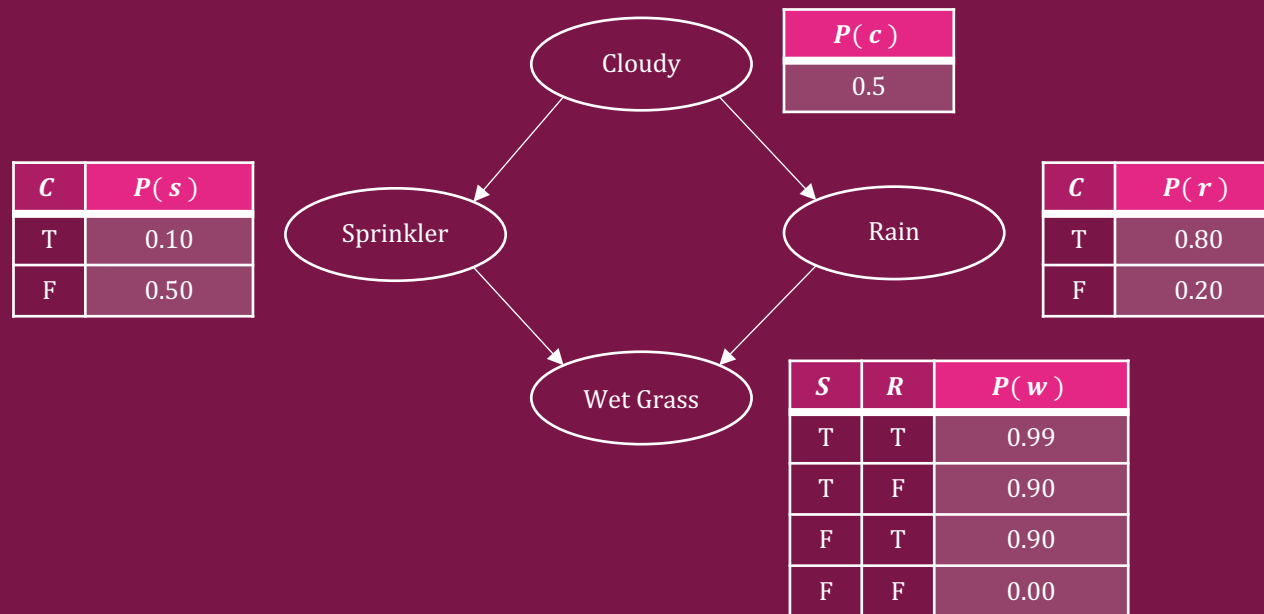 Cloudy
P( c )
0.5
C P( s )
T 0.10
F 0.50
Sprinkler
Rain
C P( r )
T 0.80
F 0.20
Wet Grass
S R P( w )
T T 0.99
T F 0.90
F T 0.90
F F 0.00